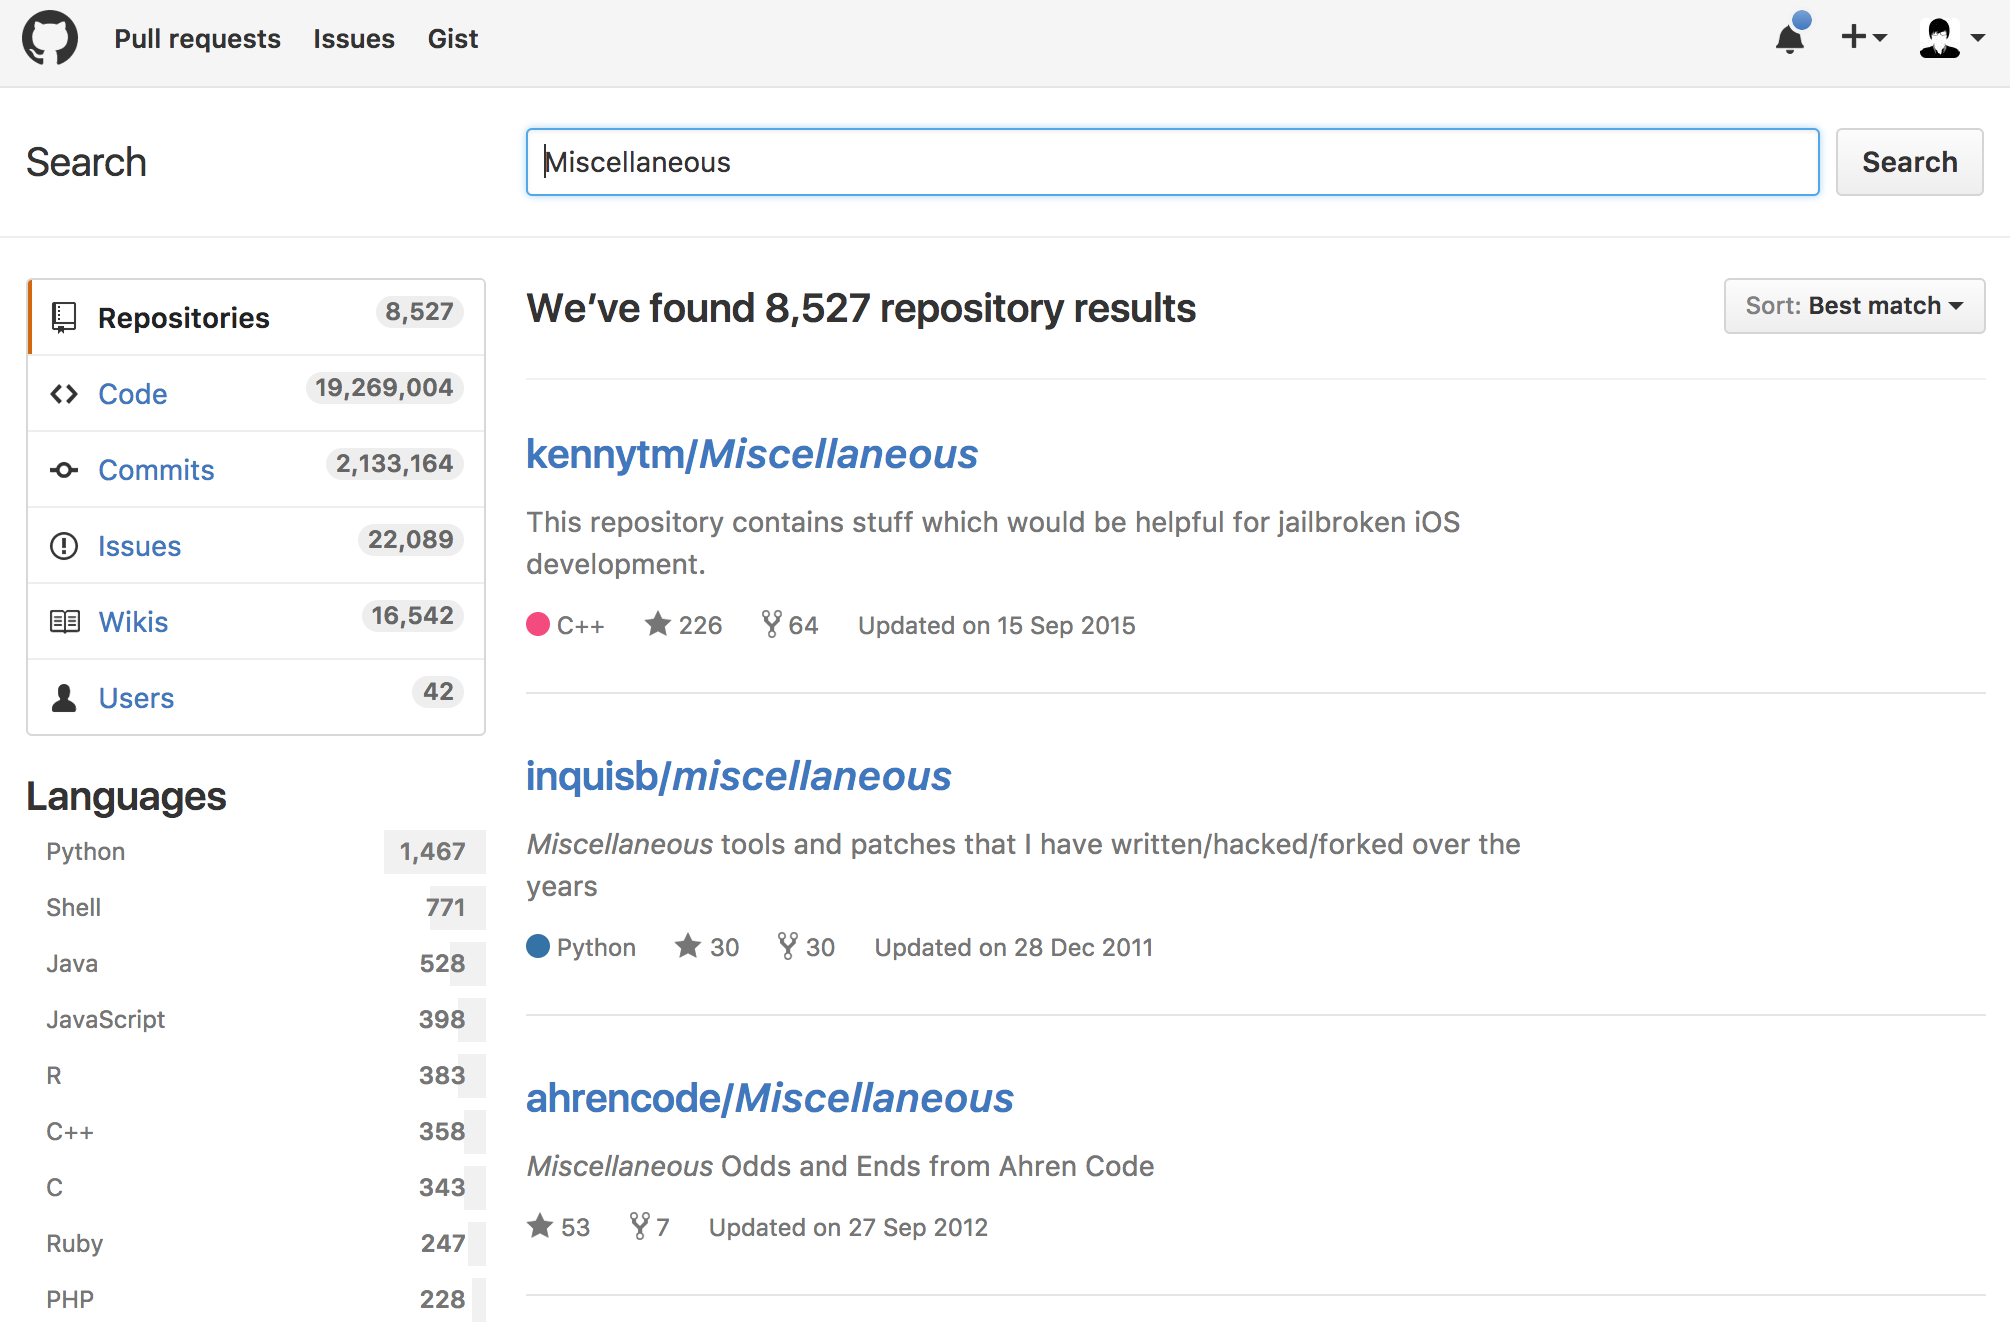 Pull requests Issues Gist
Search
Miscellaneous
Search
Repositories 8,527
Code 19,269,004
Commits 2,133,164
Issues 22,089
Wikis 16,542
Users 42
Languages
Python 1,467
Shell 771
Java 528
JavaScript 398
R 383
C++ 358
C 343
Ruby 247
PHP 228
We’ve found 8,527 repository results
Sort: Best match
kennytm/Miscellaneous
This repository contains stuff which would be helpful for jailbroken iOS
development.
C++ 226 64 Updated on 15 Sep 2015
inquisb/miscellaneous
Miscellaneous tools and patches that I have written/hacked/forked over the
years
Python 30 30 Updated on 28 Dec 2011
ahrencode/Miscellaneous
Miscellaneous Odds and Ends from Ahren Code
53 7 Updated on 27 Sep 2012